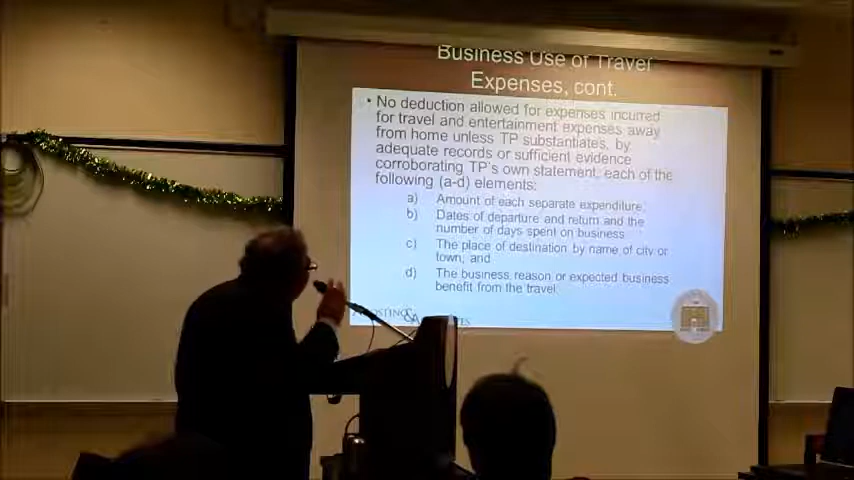 Business Use of Travel
Expenses, cont.
• No deduction allowed for expenses incurred
for travel and entertainment expenses away
from home unless TP substantiates, by
adequate records or sufficient evidence
corroborating TP's own statement, each of the
following (a-d) elements:
a) Amount of each separate expenditure;
b) Dates of departure and return and the
number of days spent on business
c) The place of destination by name of city or
town; and
d) The business reason or expected business
benefit from the travel.